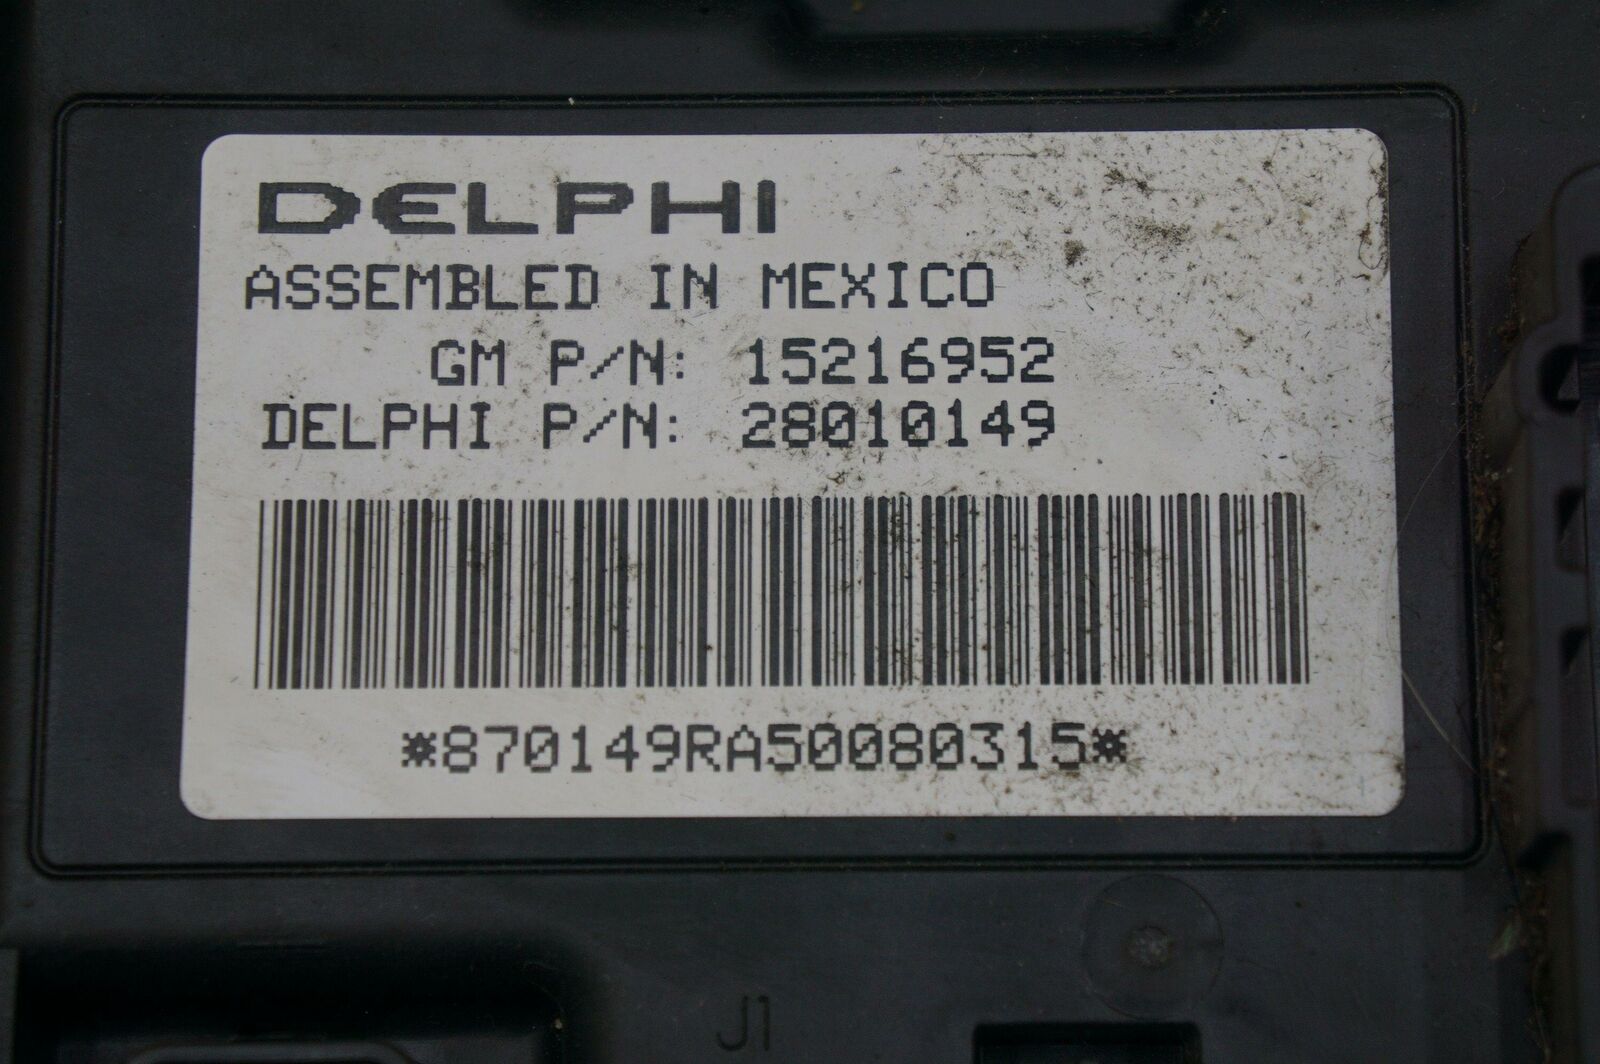 DELPHI
ASSEMBLED IN MEXICO
GM P/N: 15216952
DELPHI P/N: 28010149
*870149RA50080315*
J1